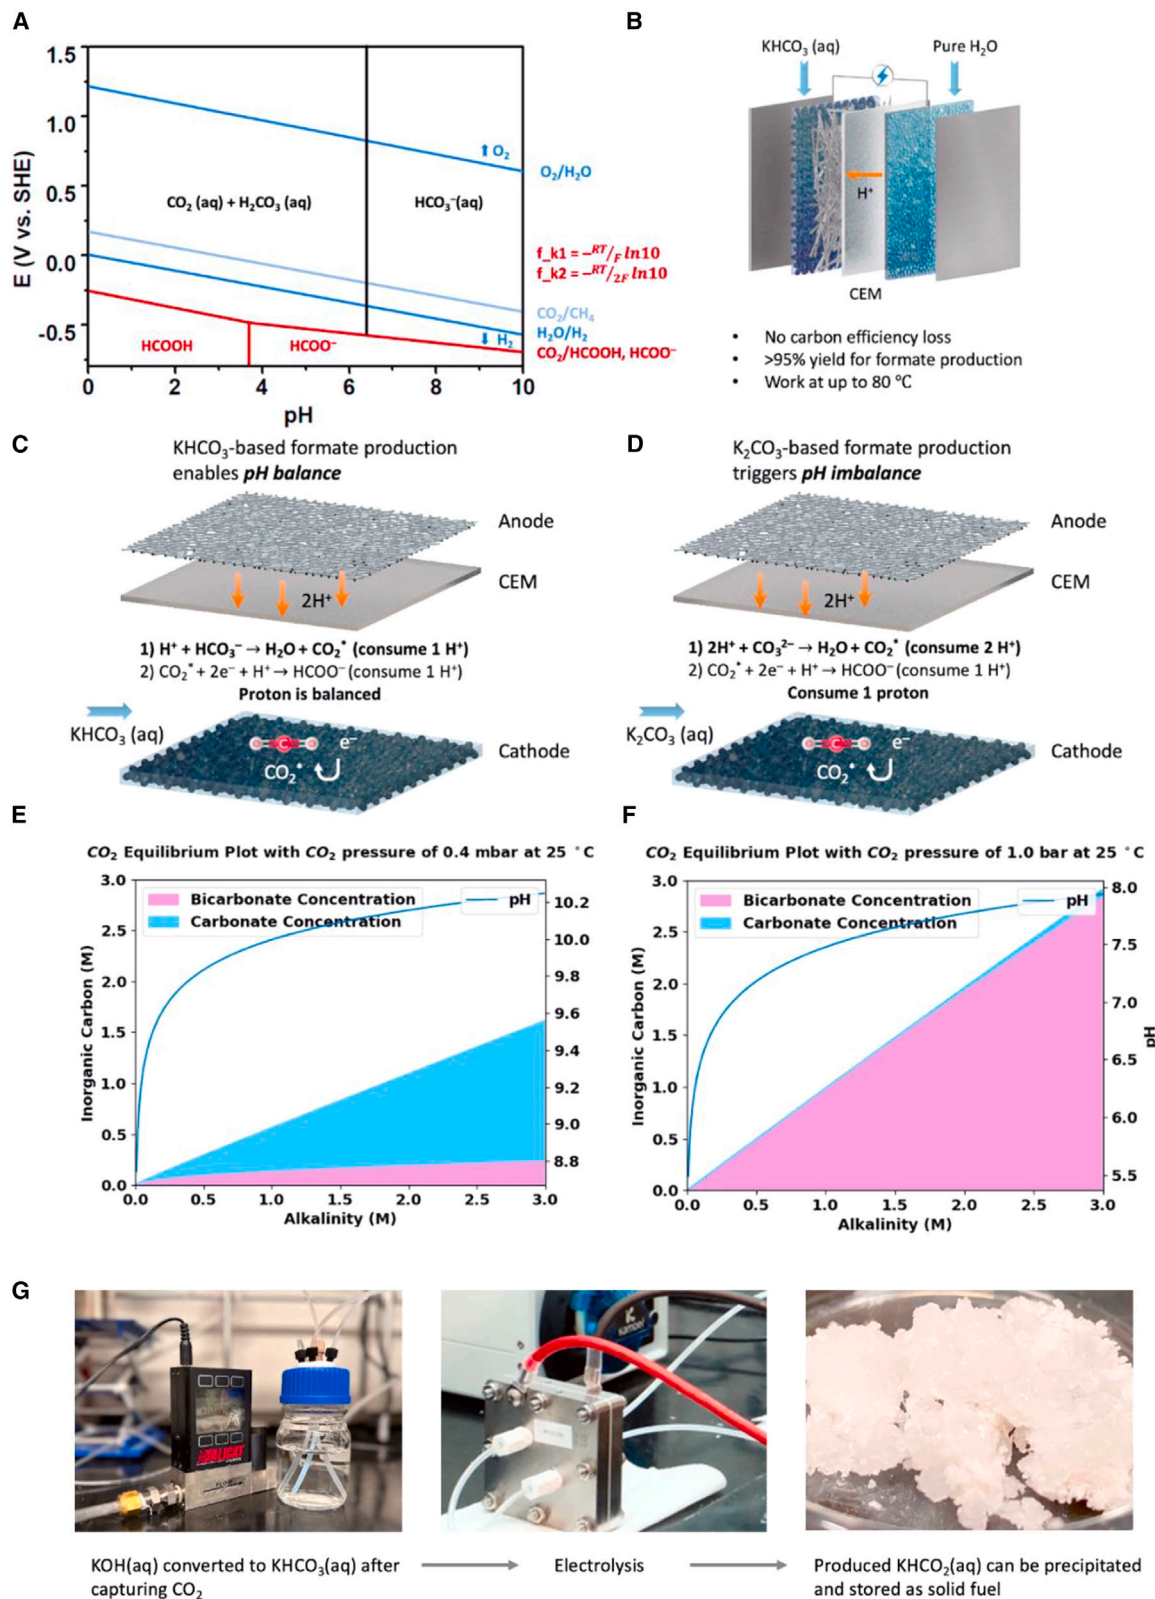 A
1.5
1.0
0.5
0.0
-0.5
E (V vs. SHE)
0 2 4 6 8 10
pH
CO₂ (aq) + H₂CO₃ (aq)
HCO₃⁻(aq)
O₂
O₂/H₂O
f_k1 = −RT/F ln10
f_k2 = −RT/2F ln10
CO₂/CH₄
H₂O/H₂
H₂
CO₂/HCOOH, HCOO⁻
HCOOH
HCOO⁻
B
KHCO₃ (aq)
Pure H₂O
H⁺
CEM
• No carbon efficiency loss
• >95% yield for formate production
• Work at up to 80 °C
C
KHCO₃-based formate production
enables pH balance
Anode
CEM
2H⁺
1) H⁺ + HCO₃⁻ → H₂O + CO₂* (consume 1 H⁺)
2) CO₂* + 2e⁻ + H⁺ → HCOO⁻ (consume 1 H⁺)
Proton is balanced
KHCO₃ (aq)
C
e⁻
CO₂*
Cathode
D
K₂CO₃-based formate production
triggers pH imbalance
Anode
CEM
2H⁺
1) 2H⁺ + CO₃²⁻ → H₂O + CO₂* (consume 2 H⁺)
2) CO₂* + 2e⁻ + H⁺ → HCOO⁻ (consume 1 H⁺)
Consume 1 proton
K₂CO₃ (aq)
C
e⁻
CO₂*
Cathode
E
CO₂ Equilibrium Plot with CO₂ pressure of 0.4 mbar at 25 °C
Bicarbonate Concentration
Carbonate Concentration
pH
3.0
2.5
2.0
1.5
1.0
0.5
0.0
Inorganic Carbon (M)
10.2
10.0
9.8
9.6
9.4
9.2
9.0
8.8
0.0 0.5 1.0 1.5 2.0 2.5 3.0
Alkalinity (M)
F
CO₂ Equilibrium Plot with CO₂ pressure of 1.0 bar at 25 °C
Bicarbonate Concentration
Carbonate Concentration
pH
3.0
2.5
2.0
1.5
1.0
0.5
0.0
Inorganic Carbon (M)
8.0
7.5
7.0
6.5
6.0
5.5
pH
0.0 0.5 1.0 1.5 2.0 2.5 3.0
Alkalinity (M)
G
ALICAT
FLOW
kamoer
KOH(aq) converted to KHCO₃(aq) after
capturing CO₂
Electrolysis
Produced KHCO₂(aq) can be precipitated
and stored as solid fuel